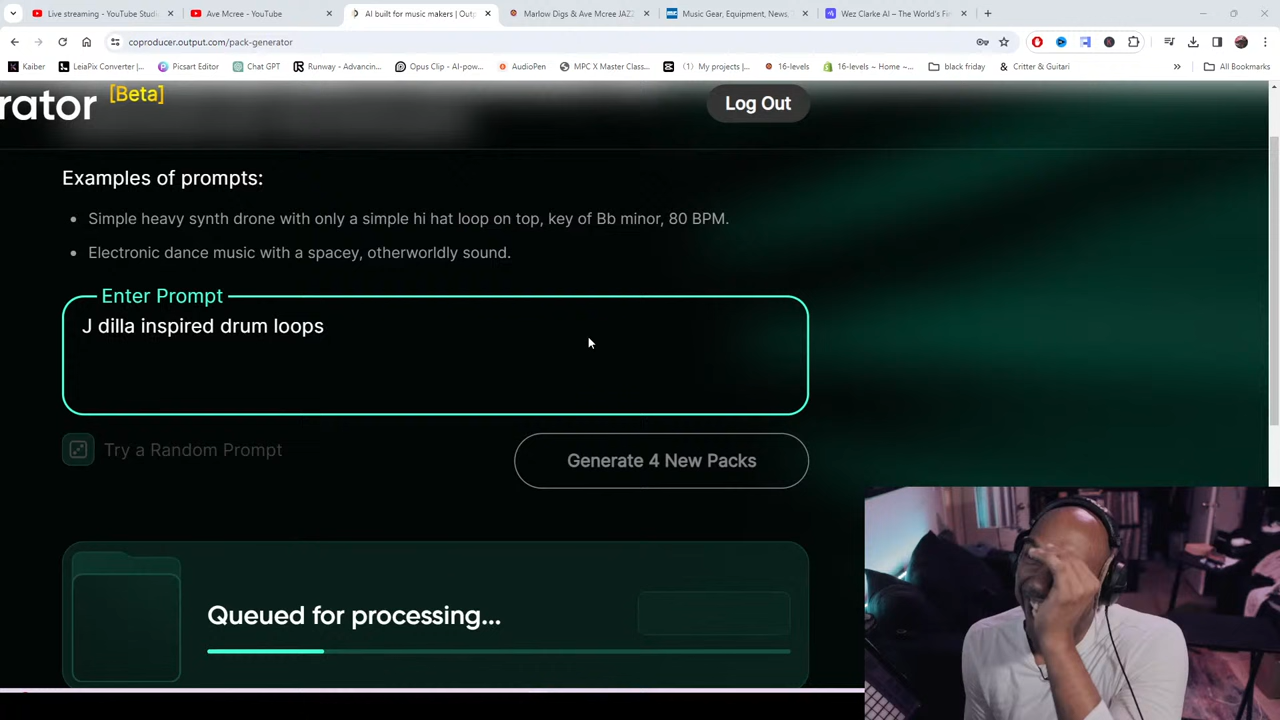 Live streaming - YouTube Studi
Ave Mcree - YouTube
AI built for music makers | Outp
Marlow Digs & Ave Mcree JAZZ
Music Gear, Equipment, News,
Wez Clarke AI – The World's Fir
coproducer.output.com/pack-generator
Kaiber
LeiaPix Converter
Picsart Editor
Chat GPT
Runway - Advancin...
Opus Clip - AI-pow...
AudioPen
MPC X Master Class...
(1) My projects |...
16-levels
16-levels ~ Home ~...
black friday
Critter & Guitari
All Bookmarks
rator [Beta]
Log Out
Examples of prompts:
• Simple heavy synth drone with only a simple hi hat loop on top, key of Bb minor, 80 BPM.
• Electronic dance music with a spacey, otherworldly sound.
Enter Prompt
J dilla inspired drum loops
Try a Random Prompt
Generate 4 New Packs
Queued for processing...